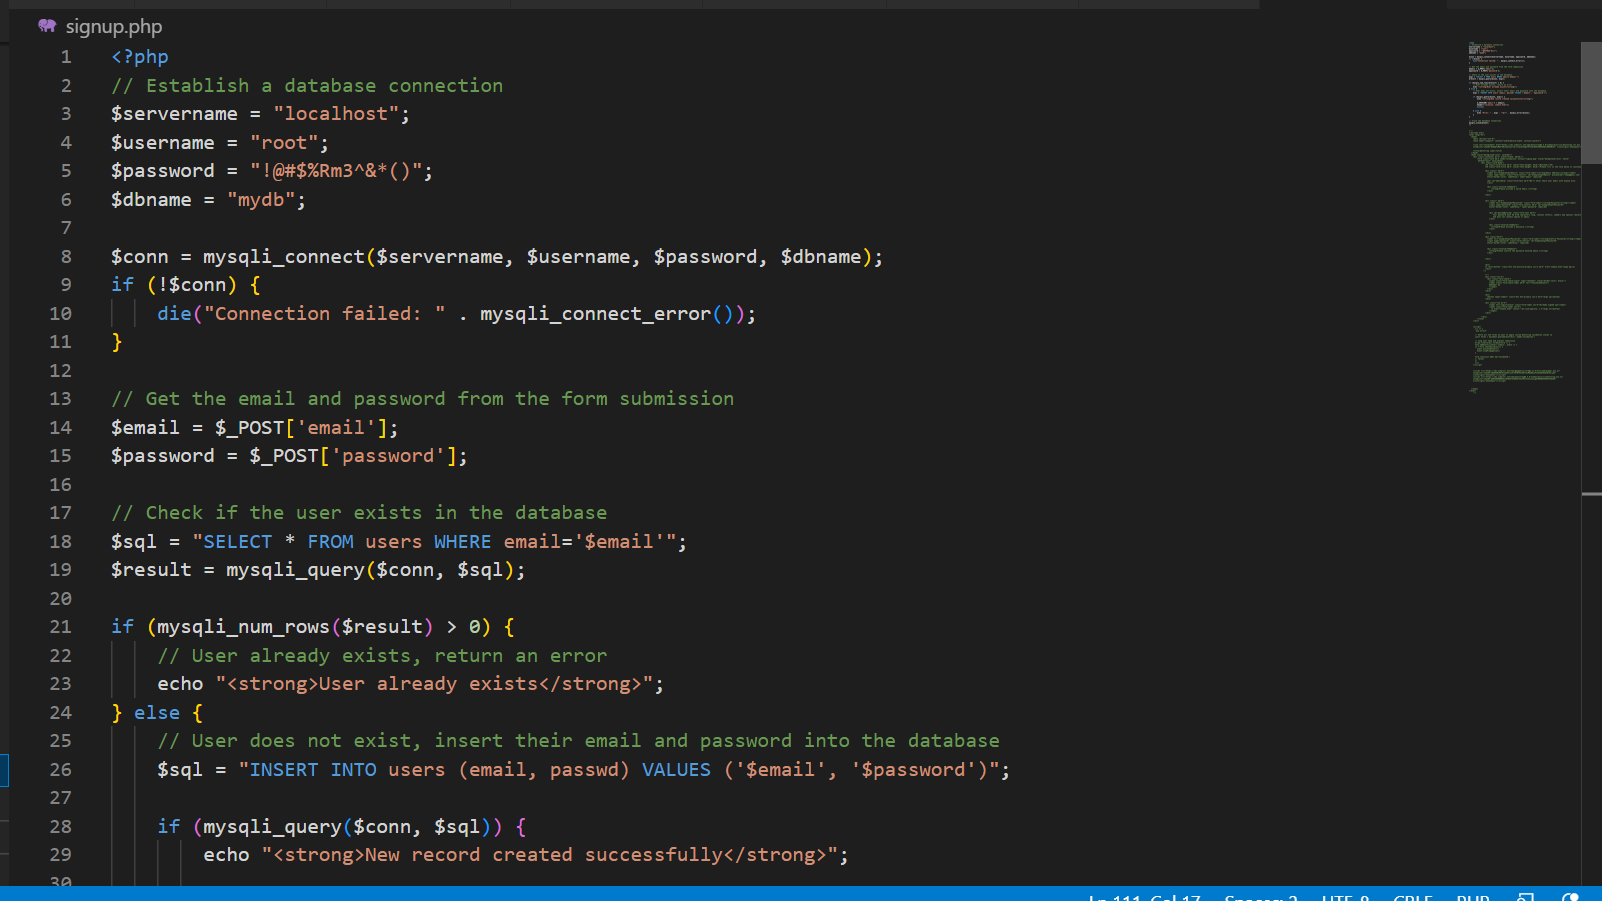 signup.php
1 <?php
2 // Establish a database connection
3 $servername = "localhost";
4 $username = "root";
5 $password = "!@#$%Rm3^&*()";
6 $dbname = "mydb";
7
8 $conn = mysqli_connect($servername, $username, $password, $dbname);
9 if (!$conn) {
10 die("Connection failed: " . mysqli_connect_error());
11 }
12
13 // Get the email and password from the form submission
14 $email = $_POST['email'];
15 $password = $_POST['password'];
16
17 // Check if the user exists in the database
18 $sql = "SELECT * FROM users WHERE email='$email'";
19 $result = mysqli_query($conn, $sql);
20
21 if (mysqli_num_rows($result) > 0) {
22 // User already exists, return an error
23 echo "<strong>User already exists</strong>";
24 } else {
25 // User does not exist, insert their email and password into the database
26 $sql = "INSERT INTO users (email, passwd) VALUES ('$email', '$password')";
27
28 if (mysqli_query($conn, $sql)) {
29 echo "<strong>New record created successfully</strong>";
30
Ln 111, Col 17 Spaces: 2 UTF-8 CRLF PHP